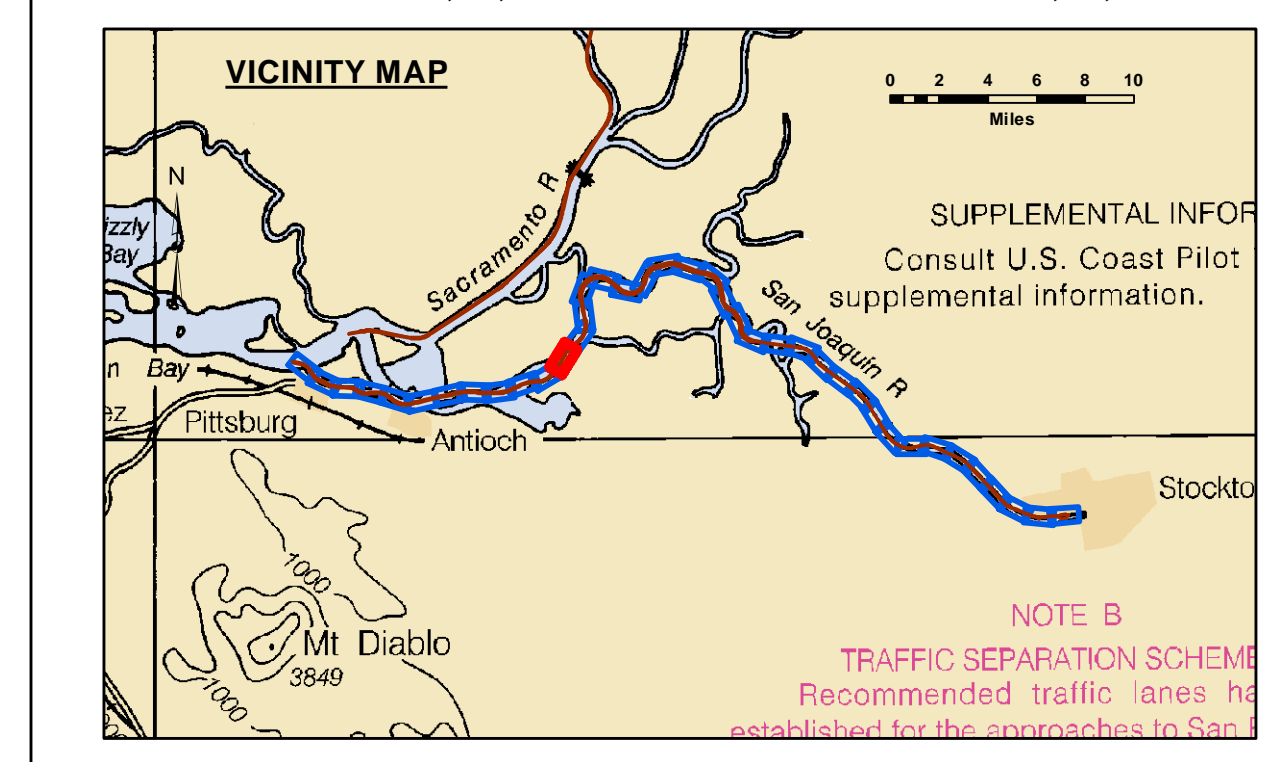 VICINITY MAP
0 2 4 6 8 10
Miles
N
Sacramento R
izzly
Bay
SUPPLEMENTAL INFOR
Consult U.S. Coast Pilot
supplemental information.
San Joaquin R
n Bay
ez
Pittsburg
Antioch
Stockto
1000
Mt Diablo
3849
1000
NOTE B
TRAFFIC SEPARATION SCHEME
Recommended traffic lanes ha
established for the approaches to San F